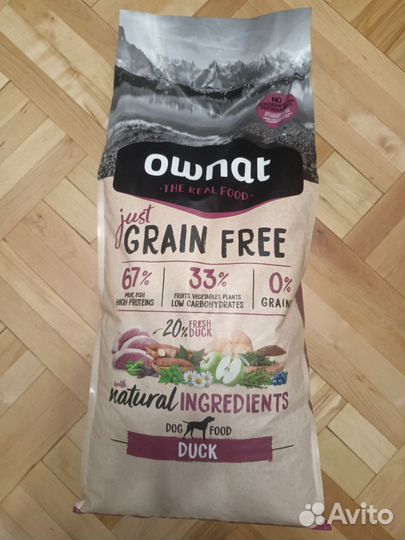 NO
ownat
·THE REAL FOOD·
just
GRAIN FREE
67%
MEAT, FISH
HIGH PROTEINS
33%
FRUITS, VEGETABLES, PLANTS
LOW CARBOHYDRATES
0%
GRAIN
20% FRESH
DUCK
with
natural INGREDIENTS
DOG FOOD
DUCK
Avito